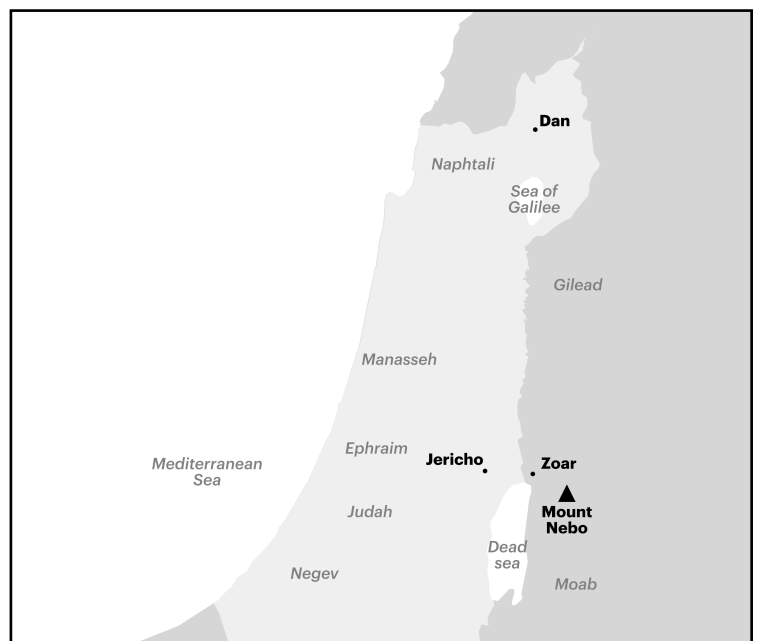 Dan
Naphtali
Sea of
Galilee
Gilead
Manasseh
Ephraim
Jericho
Zoar
Mediterranean
Sea
Mount
Nebo
Judah
Dead
sea
Negev
Moab